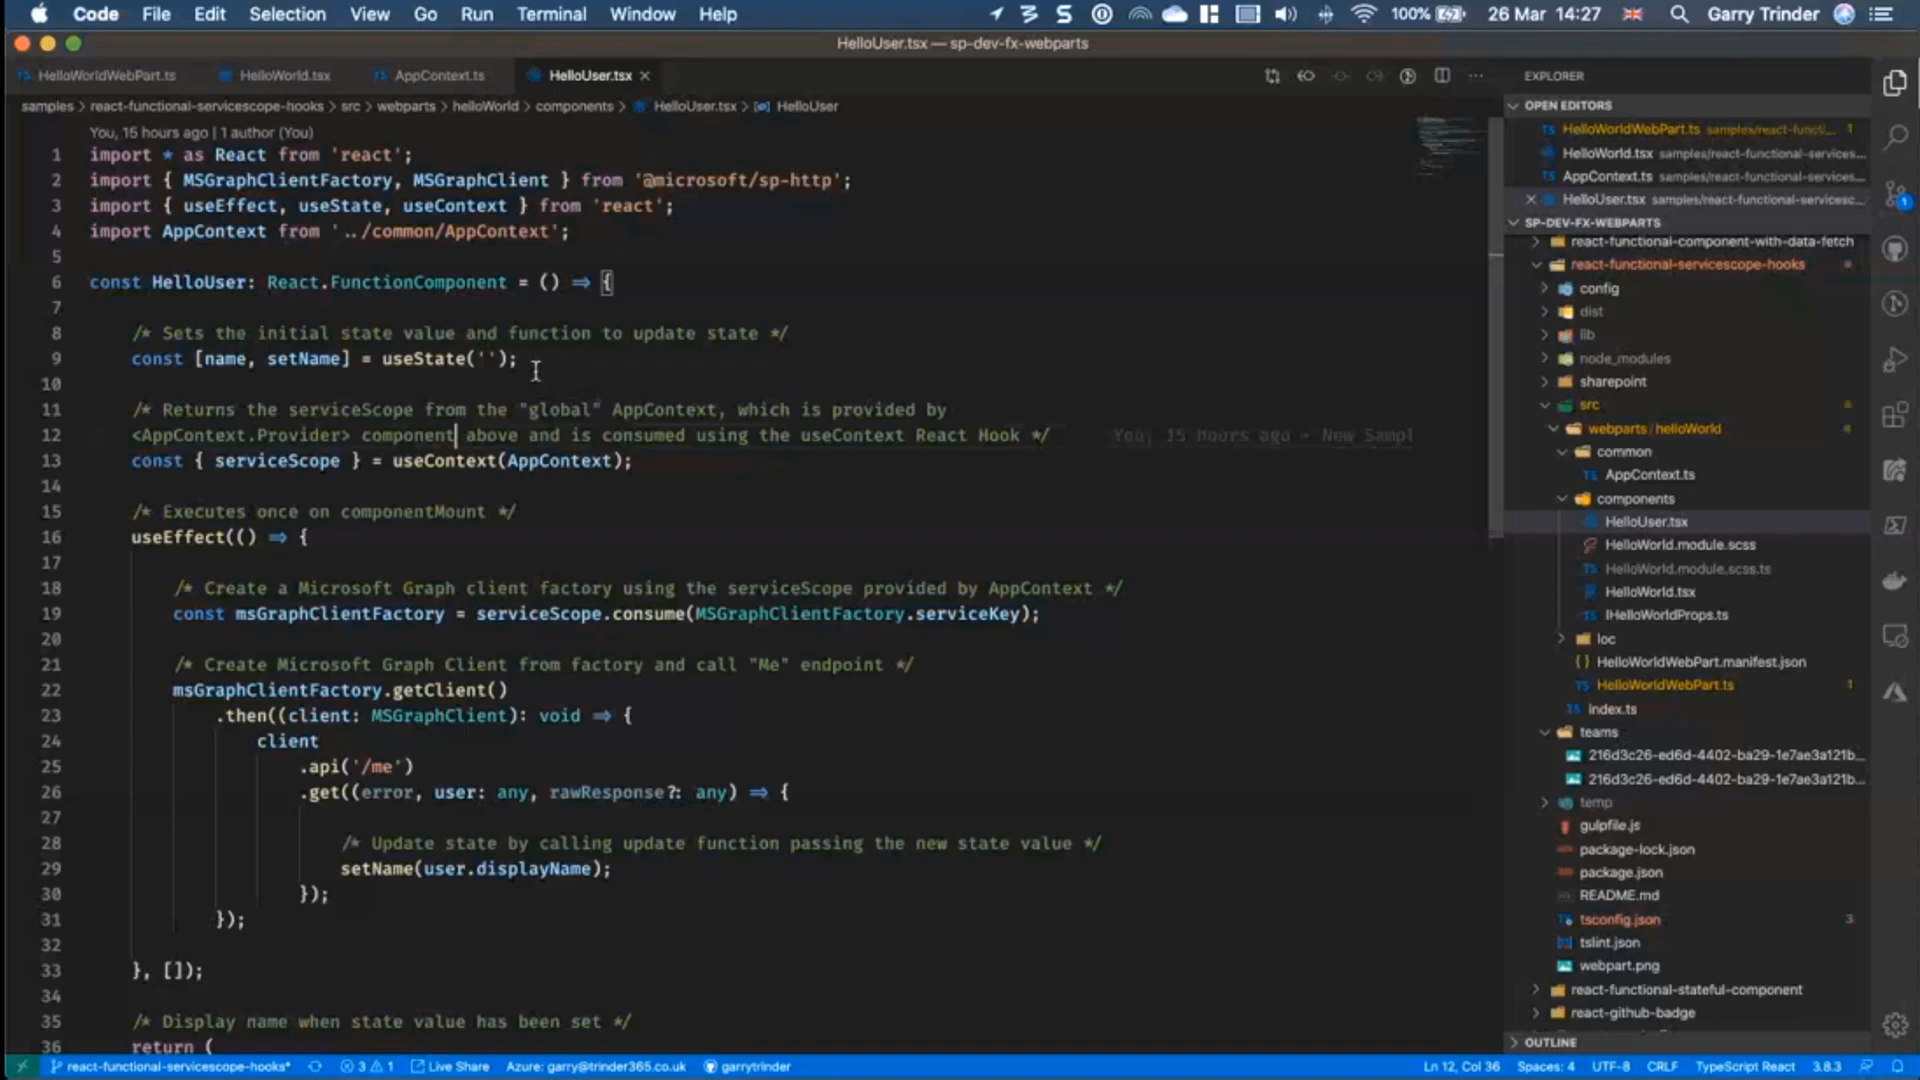 Code File Edit Selection View Go Run Terminal Window Help
100% 26 Mar 14:27 Garry Trinder
HelloUser.tsx — sp-dev-fx-webparts
TS HelloWorldWebPart.ts
HelloWorld.tsx
TS AppContext.ts
HelloUser.tsx ×
samples > react-functional-servicescope-hooks > src > webparts > helloWorld > components > HelloUser.tsx > HelloUser
You, 15 hours ago | 1 author (You)
1 import * as React from 'react';
2 import { MSGraphClientFactory, MSGraphClient } from '@microsoft/sp-http';
3 import { useEffect, useState, useContext } from 'react';
4 import AppContext from '../common/AppContext';
5
6 const HelloUser: React.FunctionComponent = () => {
7
8 /* Sets the initial state value and function to update state */
9 const [name, setName] = useState('');
10
11 /* Returns the serviceScope from the "global" AppContext, which is provided by
12 <AppContext.Provider> component above and is consumed using the useContext React Hook */ You, 15 hours ago • New Sampl
13 const { serviceScope } = useContext(AppContext);
14
15 /* Executes once on componentMount */
16 useEffect(() => {
17
18 /* Create a Microsoft Graph client factory using the serviceScope provided by AppContext */
19 const msGraphClientFactory = serviceScope.consume(MSGraphClientFactory.serviceKey);
20
21 /* Create Microsoft Graph Client from factory and call "Me" endpoint */
22 msGraphClientFactory.getClient()
23 .then((client: MSGraphClient): void => {
24 client
25 .api('/me')
26 .get((error, user: any, rawResponse?: any) => {
27
28 /* Update state by calling update function passing the new state value */
29 setName(user.displayName);
30 });
31 });
32
33 }, []);
34
35 /* Display name when state value has been set */
36 return (
EXPLORER
OPEN EDITORS
TS HelloWorldWebPart.ts samples/react-functi... 1
HelloWorld.tsx samples/react-functional-services...
TS AppContext.ts samples/react-functional-services...
× HelloUser.tsx samples/react-functional-servicesc...
SP-DEV-FX-WEBPARTS
react-functional-component-with-data-fetch
react-functional-servicescope-hooks
config
dist
lib
node_modules
sharepoint
src
webparts / helloWorld
common
TS AppContext.ts
components
HelloUser.tsx
HelloWorld.module.scss
TS HelloWorld.module.scss.ts
HelloWorld.tsx
TS IHelloWorldProps.ts
loc
{ } HelloWorldWebPart.manifest.json
TS HelloWorldWebPart.ts 1
TS index.ts
teams
216d3c26-ed6d-4402-ba29-1e7ae3a121b...
216d3c26-ed6d-4402-ba29-1e7ae3a121b...
temp
gulpfile.js
package-lock.json
package.json
README.md
tsconfig.json 3
tslint.json
webpart.png
react-functional-stateful-component
react-github-badge
OUTLINE
1
react-functional-servicescope-hooks* 3 1 Live Share Azure: garry@trinder365.co.uk garrytrinder
Ln 12, Col 36 Spaces: 4 UTF-8 CRLF TypeScript React 3.8.3